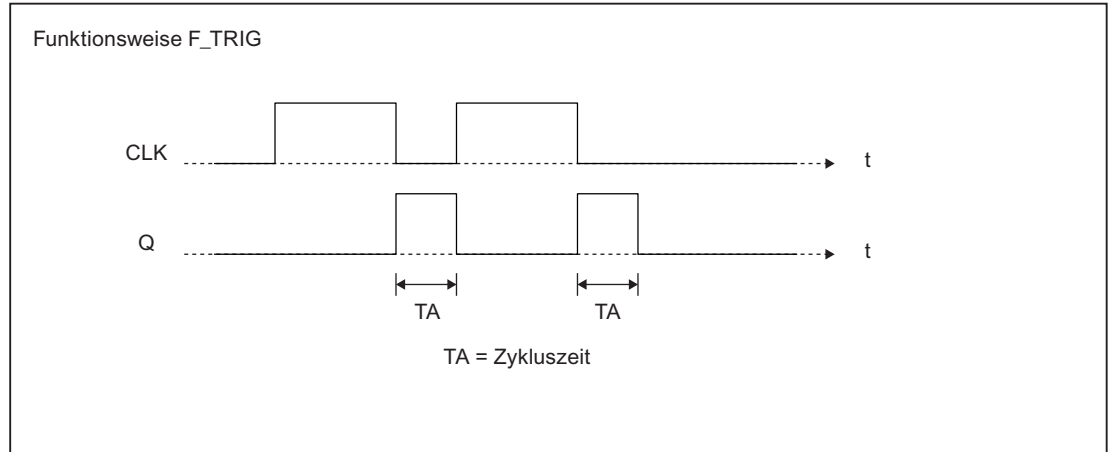 Funktionsweise F_TRIG
CLK
t
Q
t
TA
TA
TA = Zykluszeit